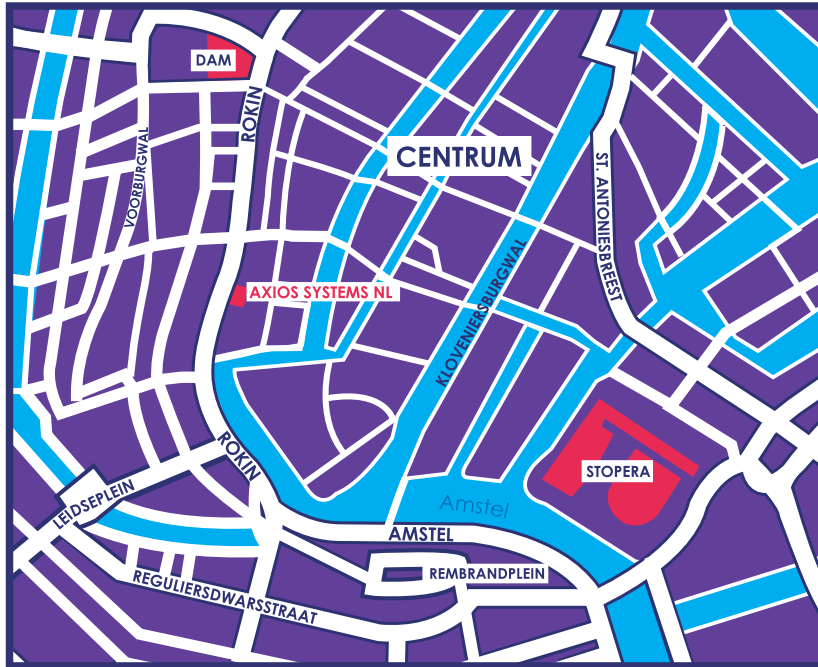 DAM
ROKIN
VOORBURGWAL
CENTRUM
ST. ANTONIESBREEST
AXIOS SYSTEMS NL
KLOVENIERSBURGWAL
ROKIN
STOPERA
LEIDSEPLEIN
Amstel
AMSTEL
REMBRANDPLEIN
REGULIERSDWARSSTRAAT